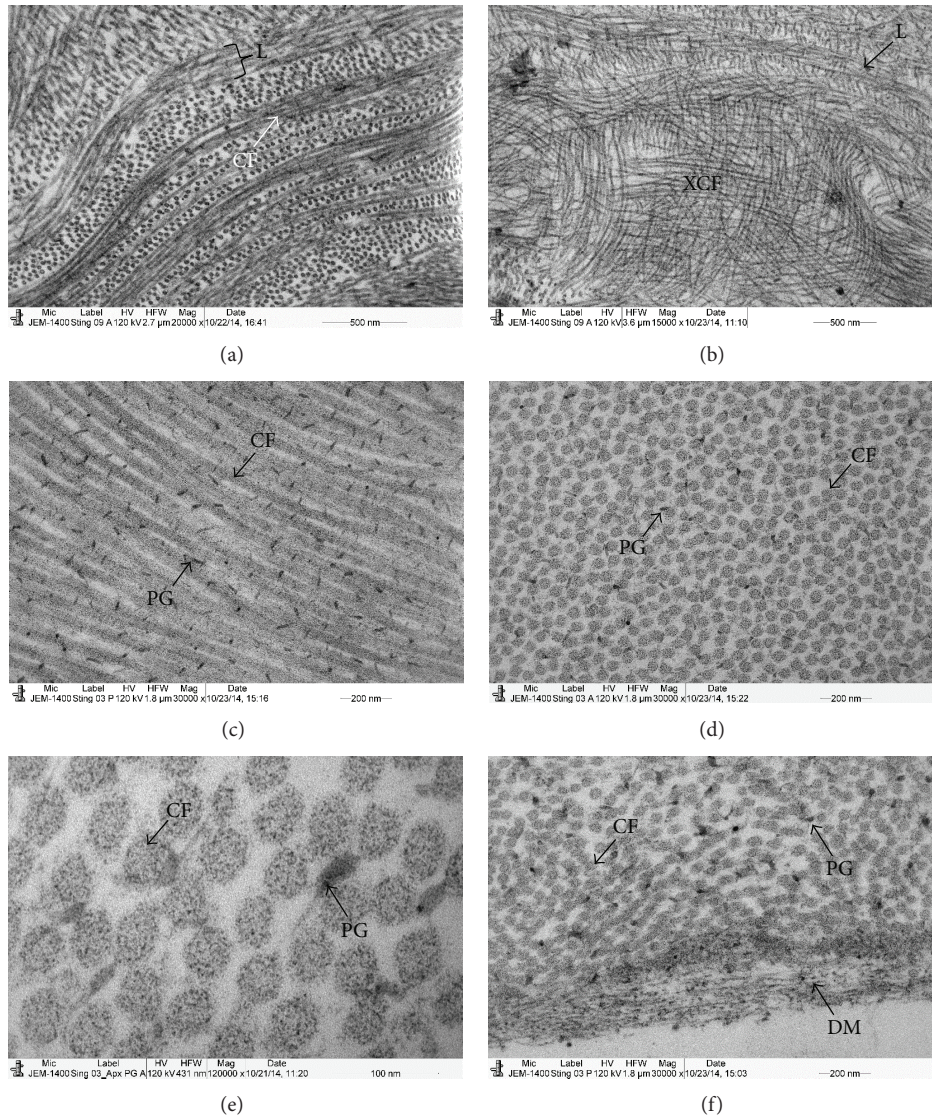 L
CF
L
XCF
Mic Label HV HFW Mag Date
JEM-1400 Sting 09 A 120 kV 2.7 µm 20000 x 10/22/14, 16:41 500 nm
Mic Label HV HFW Mag Date
JEM-1400 Sting 09 A 120 kV 3.6 µm 15000 x 10/23/14, 11:10 500 nm
(a)
(b)
CF
PG
CF
PG
Mic Label HV HFW Mag Date
JEM-1400 Sting 03 P 120 kV 1.8 µm 30000 x 10/23/14, 15:16 200 nm
Mic Label HV HFW Mag Date
JEM-1400 Sting 03 A 120 kV 1.8 µm 30000 x 10/23/14, 15:22 200 nm
(c)
(d)
CF
PG
CF
PG
DM
Mic Label HV HFW Mag Date
JEM-1400 Sing 03_Apx PG A 120 kV 431 nm 120000 x 10/21/14, 11:20 100 nm
Mic Label HV HFW Mag Date
JEM-1400 Sting 03 P 120 kV 1.8 µm 30000 x 10/23/14, 15:03 200 nm
(e)
(f)